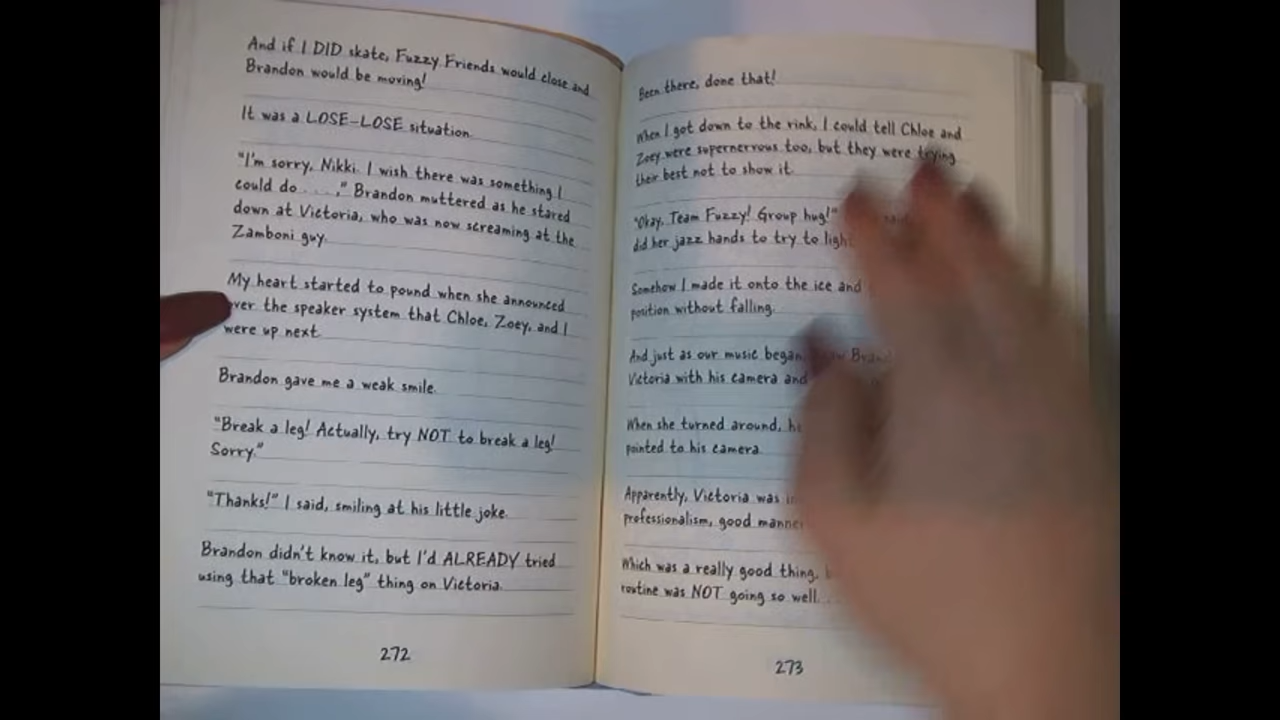 And if I DID skate, Fuzzy Friends would close and
Brandon would be moving!
It was a LOSE-LOSE situation.
"I'm sorry, Nikki. I wish there was something I
could do . . . ," Brandon muttered as he stared
down at Victoria, who was now screaming at the
Zamboni guy.
My heart started to pound when she announced
over the speaker system that Chloe, Zoey, and I
were up next.
Brandon gave me a weak smile.
"Break a leg! Actually, try NOT to break a leg!
Sorry."
"Thanks!" I said, smiling at his little joke.
Brandon didn't know it, but I'd ALREADY tried
using that "broken leg" thing on Victoria.
272
Been there, done that!
When I got down to the rink, I could tell Chloe and
Zoey were supernervous too, but they were trying
their best not to show it.
"Okay, Team Fuzzy! Group hug!"
did her jazz hands to try to
Somehow I made it onto the ice and
position without falling.
And just as our music began,
Victoria with his camera and
When she turned around,
pointed to his camera.
Apparently, Victoria was
professionalism, good
Which was a really good thing,
routine was NOT going so well.
273